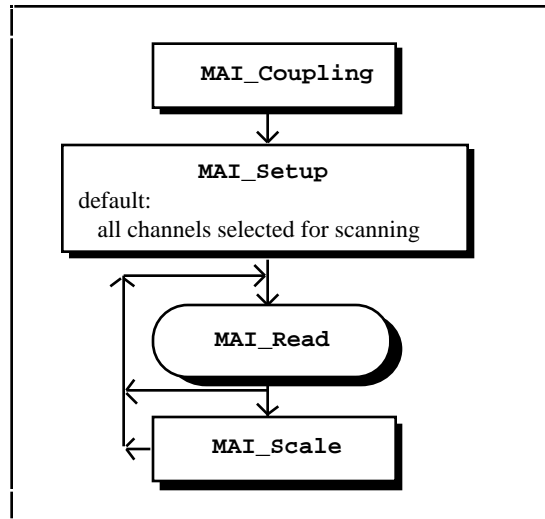 MAI_Coupling
MAI_Setup
default:
all channels selected for scanning
MAI_Read
MAI_Scale